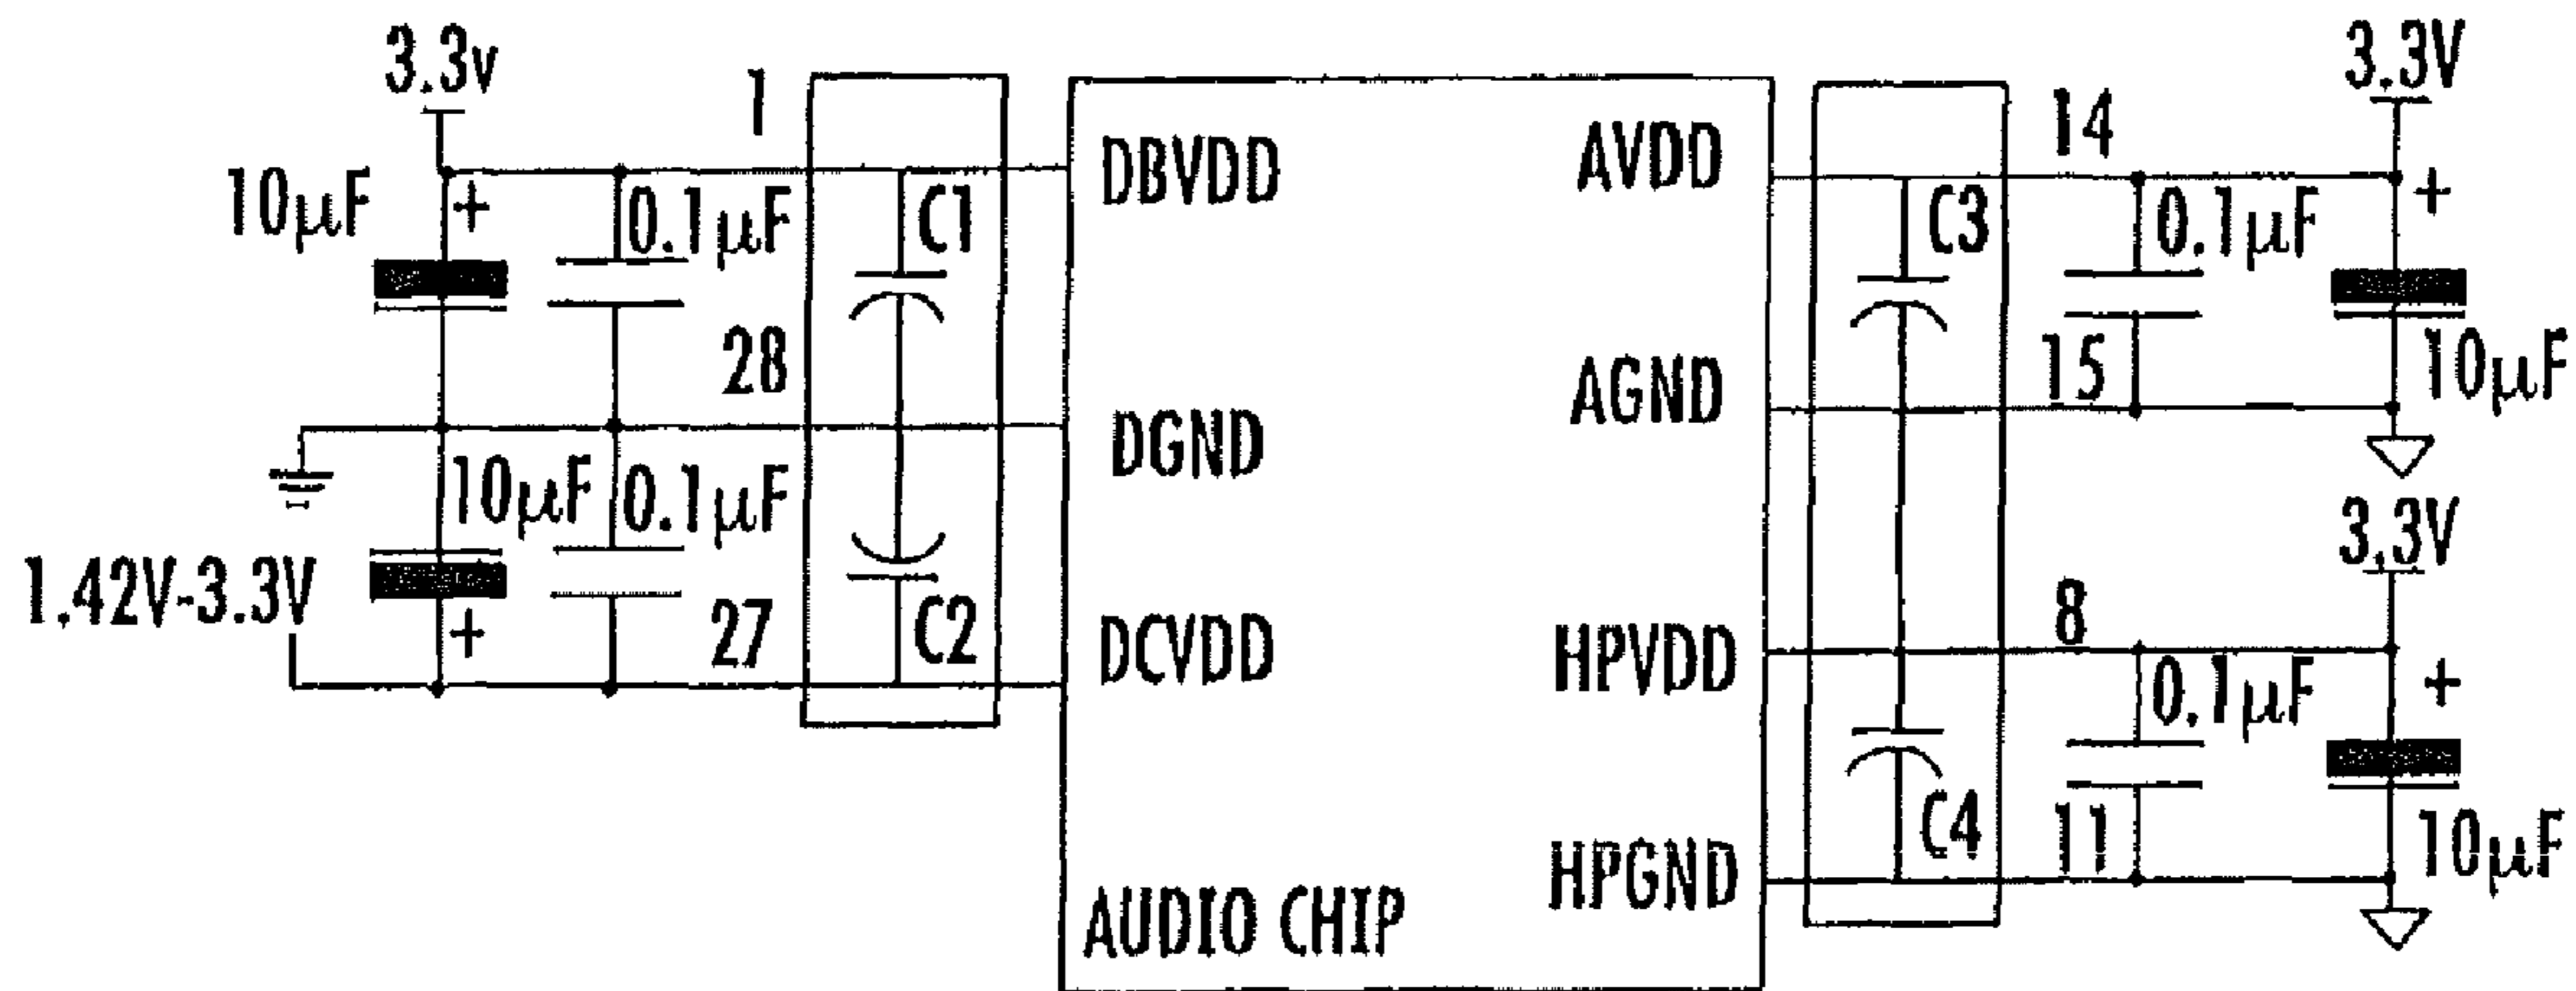 3.3v
1
10µF
+
0.1µF
C1
28
10µF
0.1µF
1.42V-3.3V
+
27
C2
DBVDD
DGND
DCVDD
AUDIO CHIP
AVDD
AGND
HPVDD
HPGND
3.3V
14
C3
0.1µF
+
15
10µF
3.3V
8
0.1µF
+
C4
11
10µF